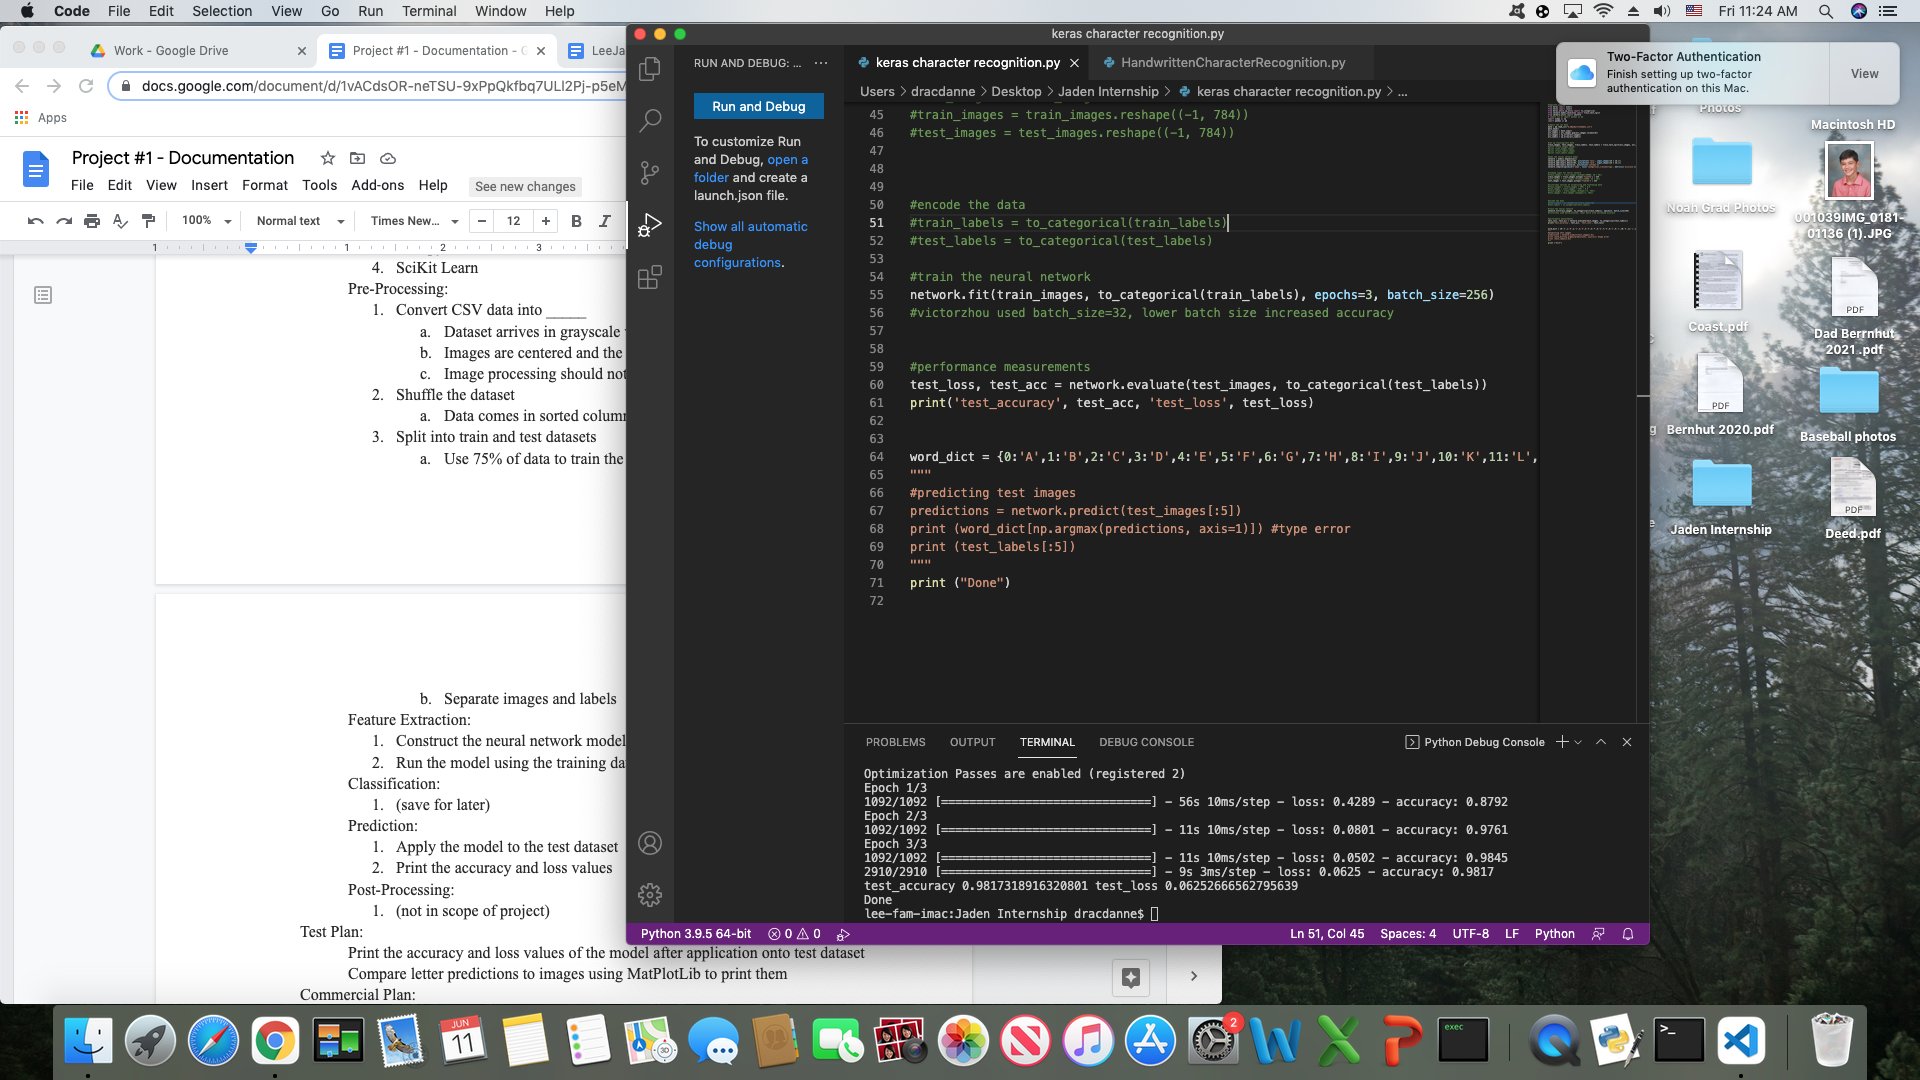 Code File Edit Selection View Go Run Terminal Window Help
Fri 11:24 AM
Work - Google Drive
Project #1 - Documentation - G
LeeJa
docs.google.com/document/d/1vACdsOR-neTSU-9xPpQkfbq7ULI2Pj-p5eM
Apps
Project #1 - Documentation
File Edit View Insert Format Tools Add-ons Help
See new changes
100% Normal text Times New... 12 B I
1 1 2 3
4. SciKit Learn
Pre-Processing:
1. Convert CSV data into _____
a. Dataset arrives in grayscale
b. Images are centered and the
c. Image processing should not
2. Shuffle the dataset
a. Data comes in sorted column
3. Split into train and test datasets
a. Use 75% of data to train the
b. Separate images and labels
Feature Extraction:
1. Construct the neural network model
2. Run the model using the training da
Classification:
1. (save for later)
Prediction:
1. Apply the model to the test dataset
2. Print the accuracy and loss values
Post-Processing:
1. (not in scope of project)
Test Plan:
Print the accuracy and loss values of the model after application onto test dataset
Compare letter predictions to images using MatPlotLib to print them
Commercial Plan:
keras character recognition.py
RUN AND DEBUG: ...
Run and Debug
To customize Run
and Debug, open a
folder and create a
launch.json file.
Show all automatic
debug
configurations.
keras character recognition.py
HandwrittenCharacterRecognition.py
Users > dracdanne > Desktop > Jaden Internship > keras character recognition.py > ...
45 #train_images = train_images.reshape((-1, 784))
46 #test_images = test_images.reshape((-1, 784))
47
48
49
50 #encode the data
51 #train_labels = to_categorical(train_labels)
52 #test_labels = to_categorical(test_labels)
53
54 #train the neural network
55 network.fit(train_images, to_categorical(train_labels), epochs=3, batch_size=256)
56 #victorzhou used batch_size=32, lower batch size increased accuracy
57
58
59 #performance measurements
60 test_loss, test_acc = network.evaluate(test_images, to_categorical(test_labels))
61 print('test_accuracy', test_acc, 'test_loss', test_loss)
62
63
64 word_dict = {0:'A',1:'B',2:'C',3:'D',4:'E',5:'F',6:'G',7:'H',8:'I',9:'J',10:'K',11:'L',
65 """
66 #predicting test images
67 predictions = network.predict(test_images[:5])
68 print (word_dict[np.argmax(predictions, axis=1)]) #type error
69 print (test_labels[:5])
70 """
71 print ("Done")
72
PROBLEMS OUTPUT TERMINAL DEBUG CONSOLE
Python Debug Console
Optimization Passes are enabled (registered 2)
Epoch 1/3
1092/1092 [==============================] - 56s 10ms/step - loss: 0.4289 - accuracy: 0.8792
Epoch 2/3
1092/1092 [==============================] - 11s 10ms/step - loss: 0.0801 - accuracy: 0.9761
Epoch 3/3
1092/1092 [==============================] - 11s 10ms/step - loss: 0.0502 - accuracy: 0.9845
2910/2910 [==============================] - 9s 3ms/step - loss: 0.0625 - accuracy: 0.9817
test_accuracy 0.9817318916320801 test_loss 0.06252666562795639
Done
lee-fam-imac:Jaden Internship dracdanne$
Python 3.9.5 64-bit 0 0
Ln 51, Col 45 Spaces: 4 UTF-8 LF Python
Two-Factor Authentication
Finish setting up two-factor
authentication on this Mac.
View
Photos
Macintosh HD
Noah Grad Photos
001039IMG_0181-
01136 (1).JPG
Coast.pdf
PDF
Dad Berrnhut
2021 .pdf
PDF
Bernhut 2020.pdf
Baseball photos
Jaden Internship
PDF
Deed.pdf
JUN
11
3D
2
exec
>_